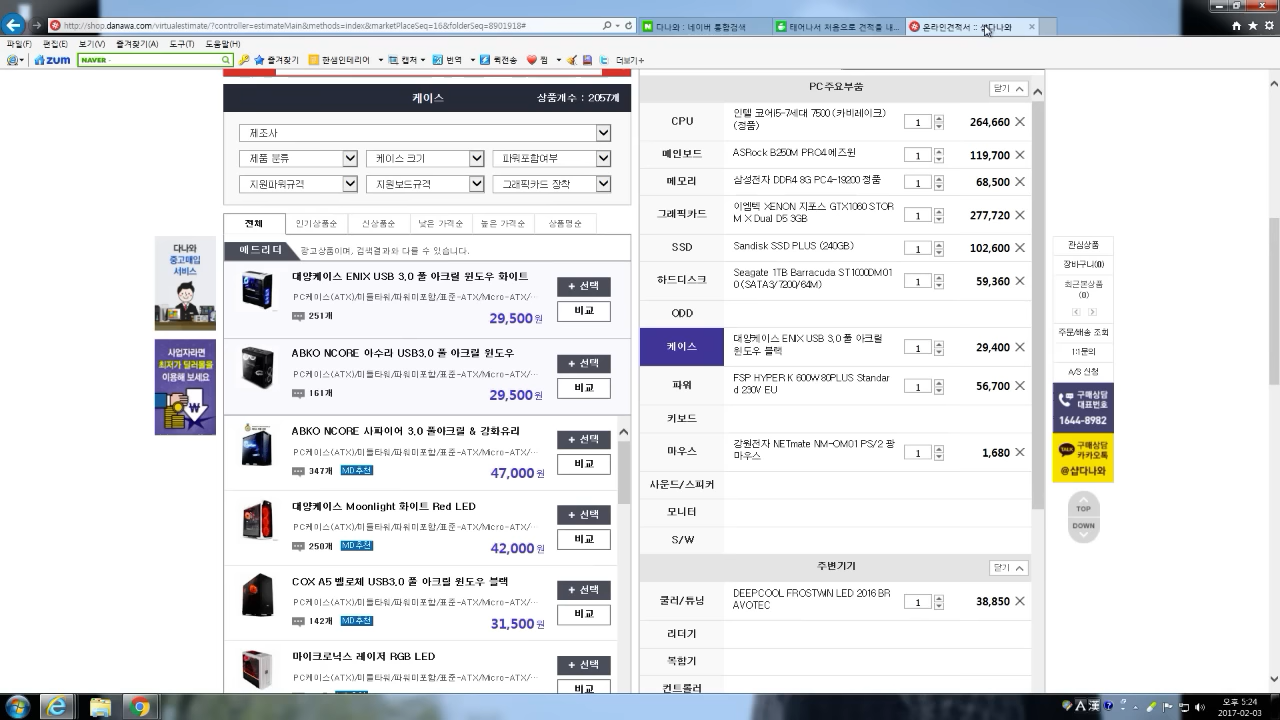 http://shop.danawa.com/virtualestimate/?controller=estimateMain&methods=index&marketPlaceSeq=16&folderSeq=8901918#
다나와 : 네이버 통합검색
태어나서 처음으로 견적을 내...
온라인견적서 :: 샵다나와
파일(F) 편집(E) 보기(V) 즐겨찾기(A) 도구(T) 도움말(H)
zum NAVER 즐겨찾기 한샘인테리어 캡처 번역 퀵전송 찜 더보기
케이스 상품개수 : 2057개
제조사
제품 분류 케이스 크기 파워포함여부
지원파워규격 지원보드규격 그래픽카드 장착
전체 인기상품순 신상품순 낮은 가격순 높은 가격순 상품명순
애드리더 광고상품이며, 검색결과와 다를 수 있습니다.
대양케이스 ENIX USB 3.0 풀 아크릴 윈도우 화이트
+ 선택
PC케이스(ATX)/미들타워/파워미포함/표준-ATX/Micro-ATX/...
비교
251개 29,500원
ABKO NCORE 아수라 USB3.0 풀 아크릴 윈도우
+ 선택
PC케이스(ATX)/미들타워/파워미포함/표준-ATX/Micro-ATX/...
비교
161개 29,500원
ABKO NCORE 사파이어 3.0 풀아크릴 & 강화유리
+ 선택
PC케이스(ATX)/미들타워/파워미포함/표준-ATX/Micro-ATX/...
비교
347개 MD추천 47,000원
대양케이스 Moonlight 화이트 Red LED
+ 선택
PC케이스(ATX)/미들타워/파워미포함/표준-ATX/Micro-ATX/...
비교
250개 MD추천 42,000원
COX A5 벨로체 USB3.0 풀 아크릴 윈도우 블랙
+ 선택
PC케이스(ATX)/미들타워/파워미포함/표준-ATX/Micro-ATX/...
비교
142개 MD추천 31,500원
마이크로닉스 레이저 RGB LED
+ 선택
PC케이스(ATX)/미들타워/파워미포함/표준-ATX/Micro-ATX/...
비교
PC 주요부품 닫기
CPU 인텔 코어i5-7세대 7500 (카비레이크) (정품) 1 264,660
메인보드 ASRock B250M PRO4 에즈윈 1 119,700
메모리 삼성전자 DDR4 8G PC4-19200 정품 1 68,500
그래픽카드 이엠텍 XENON 지포스 GTX1060 STORM X Dual D5 3GB 1 277,720
SSD Sandisk SSD PLUS (240GB) 1 102,600
하드디스크 Seagate 1TB Barracuda ST1000DM010 (SATA3/7200/64M) 1 59,360
ODD
케이스 대양케이스 ENIX USB 3.0 풀 아크릴 윈도우 블랙 1 29,400
파워 FSP HYPER K 600W 80PLUS Standard 230V EU 1 56,700
키보드
마우스 강원전자 NETmate NM-OM01 PS/2 광마우스 1 1,680
사운드/스피커
모니터
S/W
주변기기 닫기
쿨러/튜닝 DEEPCOOL FROSTWIN LED 2016 BRAVOTEC 1 38,850
리더기
복합기
컨트롤러
다나와
중고매입
서비스
사업자라면
최저가 딜러몰을
이용해 보세요
관심상품
장바구니(0)
최근본상품
(0)
주문/배송 조회
1:1문의
A/S 신청
구매상담
대표번호
1644-8982
TALK 구매상담
카카오톡
@샵다나와
TOP
DOWN
A 漢
오후 5:24
2017-02-03